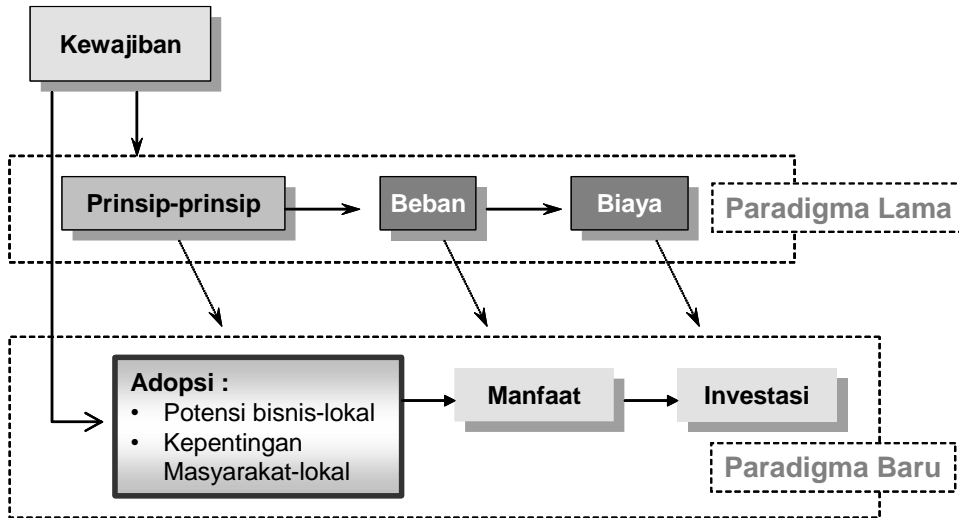 Kewajiban
Prinsip-prinsip
Beban
Biaya
Paradigma Lama
Adopsi :
• Potensi bisnis-lokal
• Kepentingan
Masyarakat-lokal
Manfaat
Investasi
Paradigma Baru